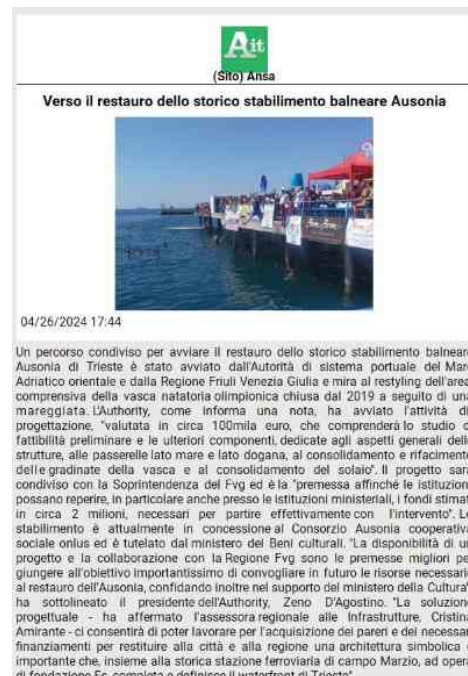 Ait
(Sito) Ansa
Verso il restauro dello storico stabilimento balneare Ausonia
04/26/2024 17:44
Un percorso condiviso per avviare il restauro dello storico stabilimento balneare
Ausonia di Trieste è stato avviato dall'Autorità di sistema portuale del Mare
Adriatico orientale e dalla Regione Friuli Venezia Giulia e mira al restyling dell'area
comprensiva della vasca natatoria olimpionica chiusa dal 2019 a seguito di una
mareggiata. L'Authority, come informa una nota, ha avviato l'attività di
progettazione, "valutata in circa 100mila euro, che comprenderà lo studio di
fattibilità preliminare e le ulteriori componenti, dedicate agli aspetti generali delle
strutture, alle passerelle lato mare e lato dogana, al consolidamento e rifacimento
delle gradinate della vasca e al consolidamento del solaio". Il progetto sarà
condiviso con la Soprintendenza del Fvg ed è la "premessa affinché le istituzioni
possano reperire, in particolare anche presso le istituzioni ministeriali, i fondi stimati
in circa 2 milioni, necessari per partire effettivamente con l'intervento". Lo
stabilimento è attualmente in concessione al Consorzio Ausonia cooperativa
sociale onlus ed è tutelato dal ministero dei Beni culturali. "La disponibilità di un
progetto e la collaborazione con la Regione Fvg sono le premesse migliori per
giungere all'obiettivo importantissimo di convogliare in futuro le risorse necessarie
al restauro dell'Ausonia, confidando inoltre nel supporto del ministero della Cultura",
ha sottolineato il presidente dell'Authority, Zeno D'Agostino. "La soluzione
progettuale - ha affermato l'assessora regionale alle Infrastrutture, Cristina
Amirante - ci consentirà di poter lavorare per l'acquisizione dei pareri e dei necessari
finanziamenti per restituire alla città e alla regione una architettura simbolica e
importante che, insieme alla storica stazione ferroviaria di campo Marzio, ad opera
di fondazione Fs, completa e definisce il waterfront di Trieste".